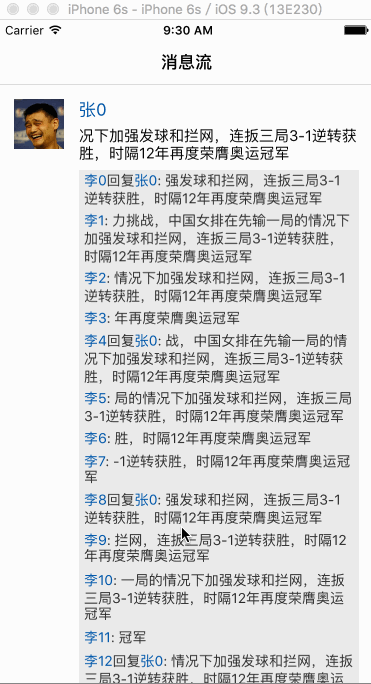 iPhone 6s - iPhone 6s / iOS 9.3 (13E230)
Carrier 9:30 AM
消息流
张0
况下加强发球和拦网，连扳三局3-1逆转获
胜，时隔12年再度荣膺奥运冠军
李0回复张0: 强发球和拦网，连扳三局3-1
逆转获胜，时隔12年再度荣膺奥运冠军
李1: 力挑战，中国女排在先输一局的情况下
加强发球和拦网，连扳三局3-1逆转获胜，
时隔12年再度荣膺奥运冠军
李2: 情况下加强发球和拦网，连扳三局3-1
逆转获胜，时隔12年再度荣膺奥运冠军
李3: 年再度荣膺奥运冠军
李4回复张0: 战，中国女排在先输一局的情
况下加强发球和拦网，连扳三局3-1逆转获
胜，时隔12年再度荣膺奥运冠军
李5: 局的情况下加强发球和拦网，连扳三局
3-1逆转获胜，时隔12年再度荣膺奥运冠军
李6: 胜，时隔12年再度荣膺奥运冠军
李7: -1逆转获胜，时隔12年再度荣膺奥运冠
军
李8回复张0: 强发球和拦网，连扳三局3-1
逆转获胜，时隔12年再度荣膺奥运冠军
李9: 拦网，连扳三局3-1逆转获胜，时隔12
年再度荣膺奥运冠军
李10: 一局的情况下加强发球和拦网，连扳
三局3-1逆转获胜，时隔12年再度荣膺奥运
冠军
李11: 冠军
李12回复张0: 情况下加强发球和拦网，连扳
三局3-1逆转获胜，时隔12年再度荣膺奥运